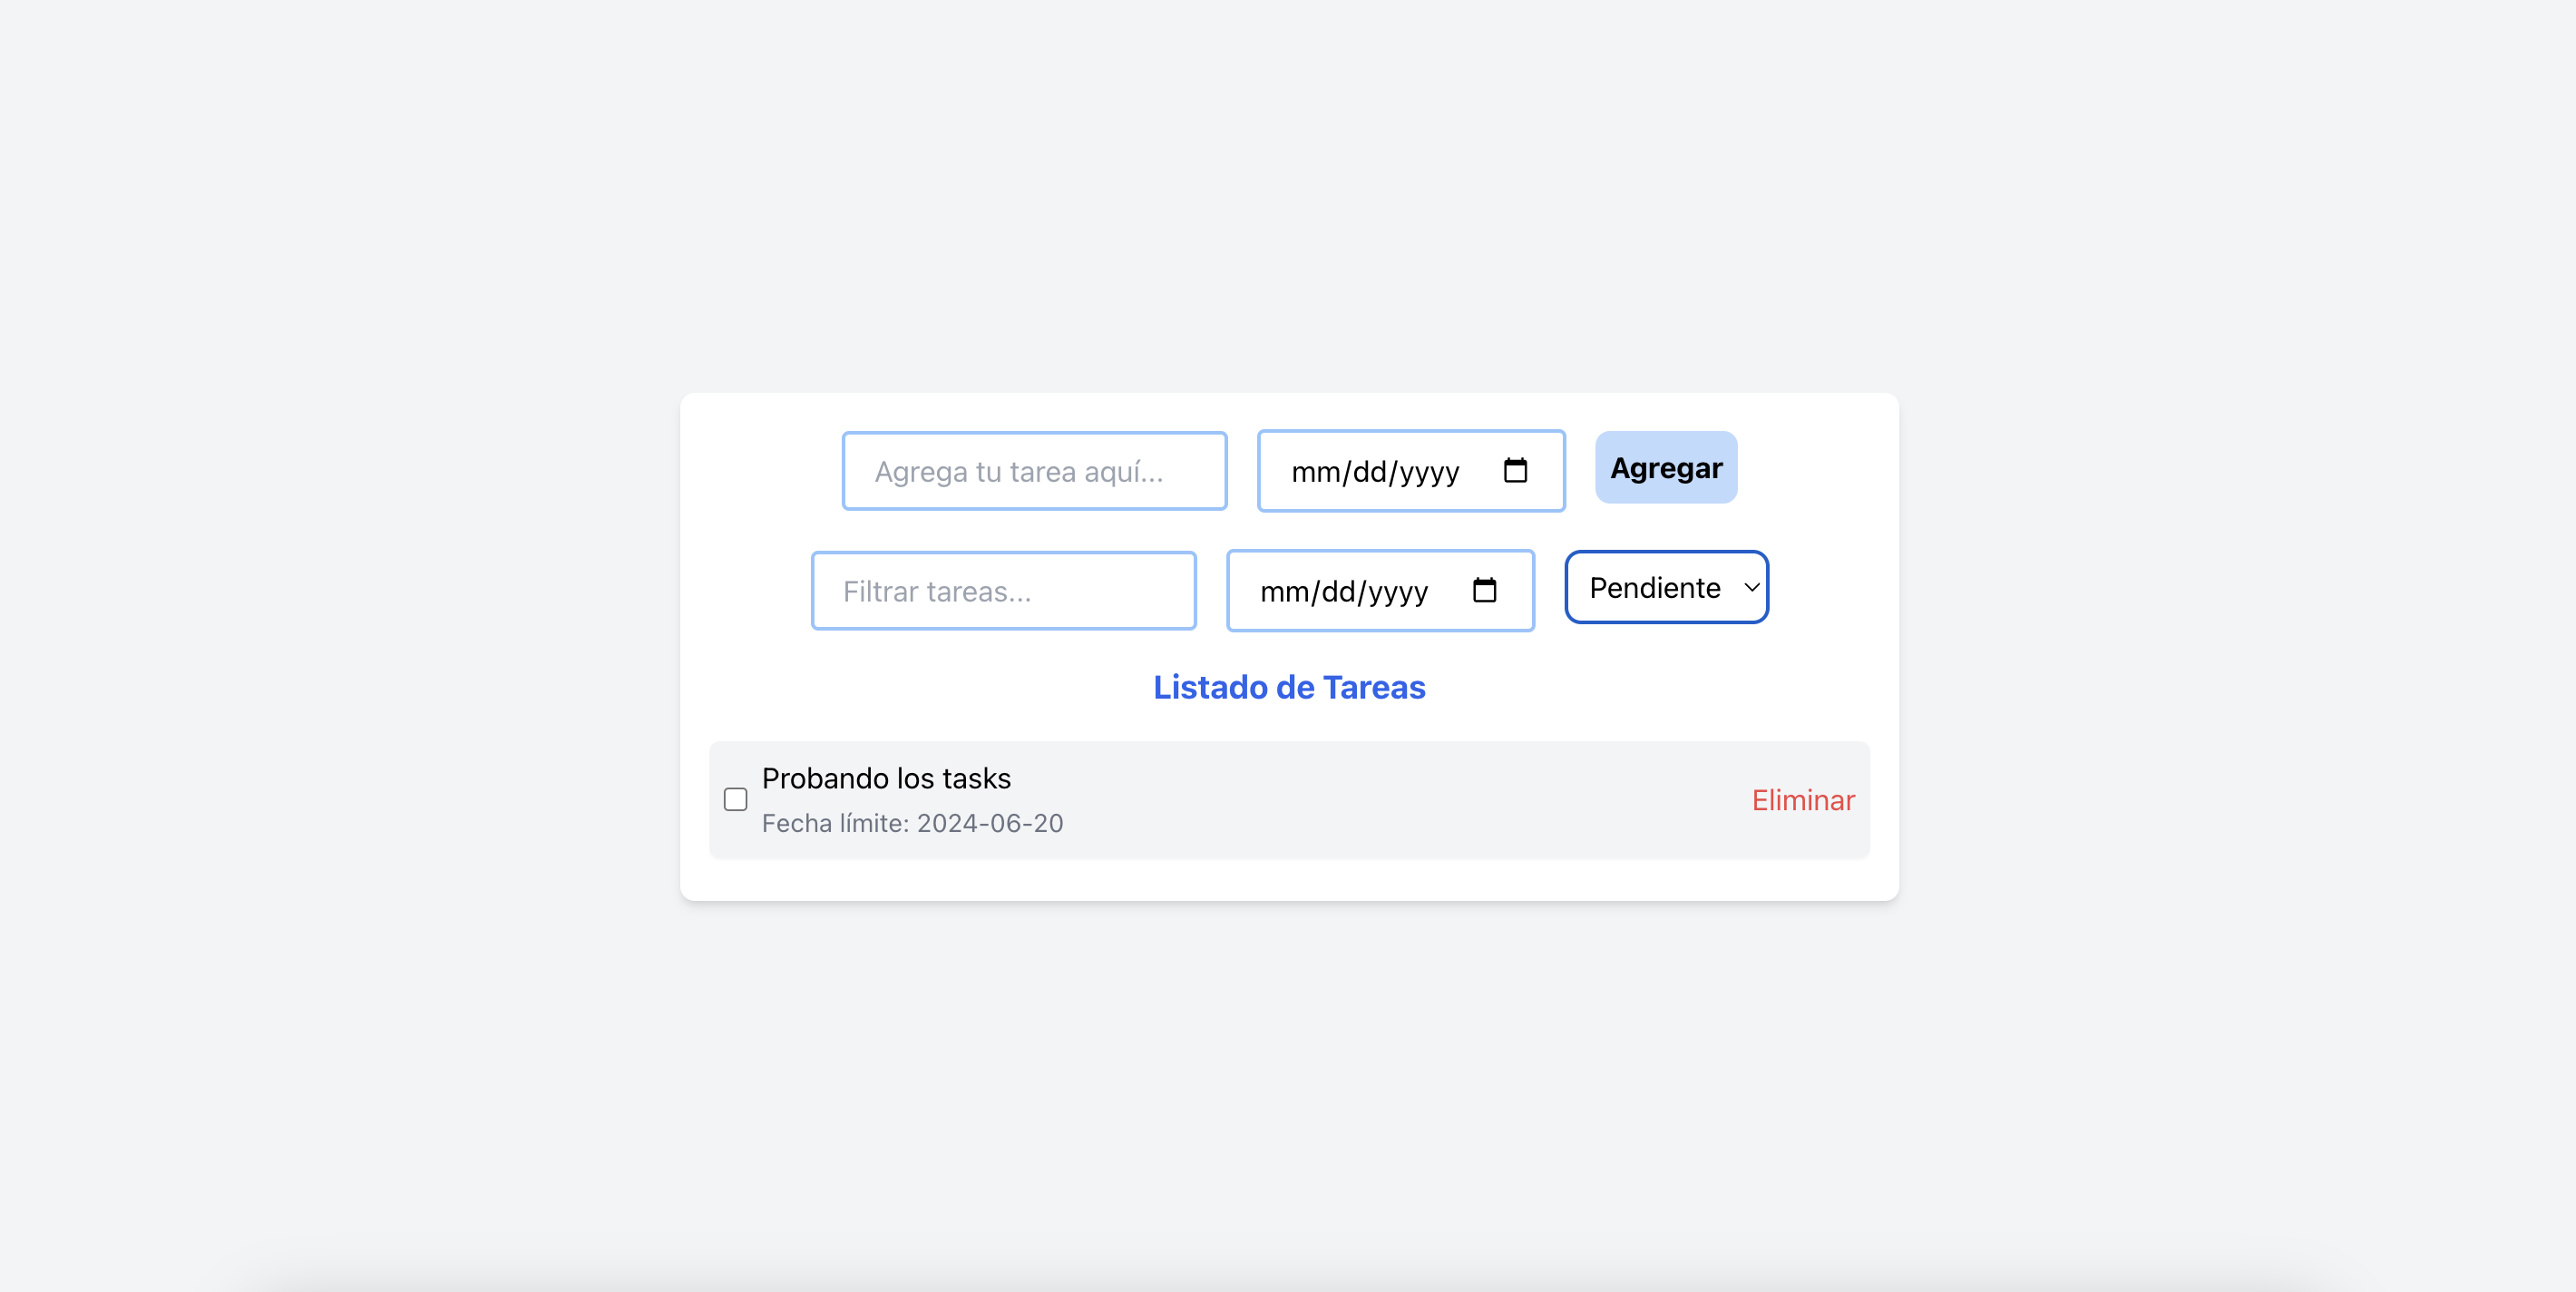 Agrega tu tarea aquí... mm/dd/yyyy Agregar
Filtrar tareas... mm/dd/yyyy Pendiente
Listado de Tareas
Probando los tasks
Eliminar
Fecha límite: 2024-06-20